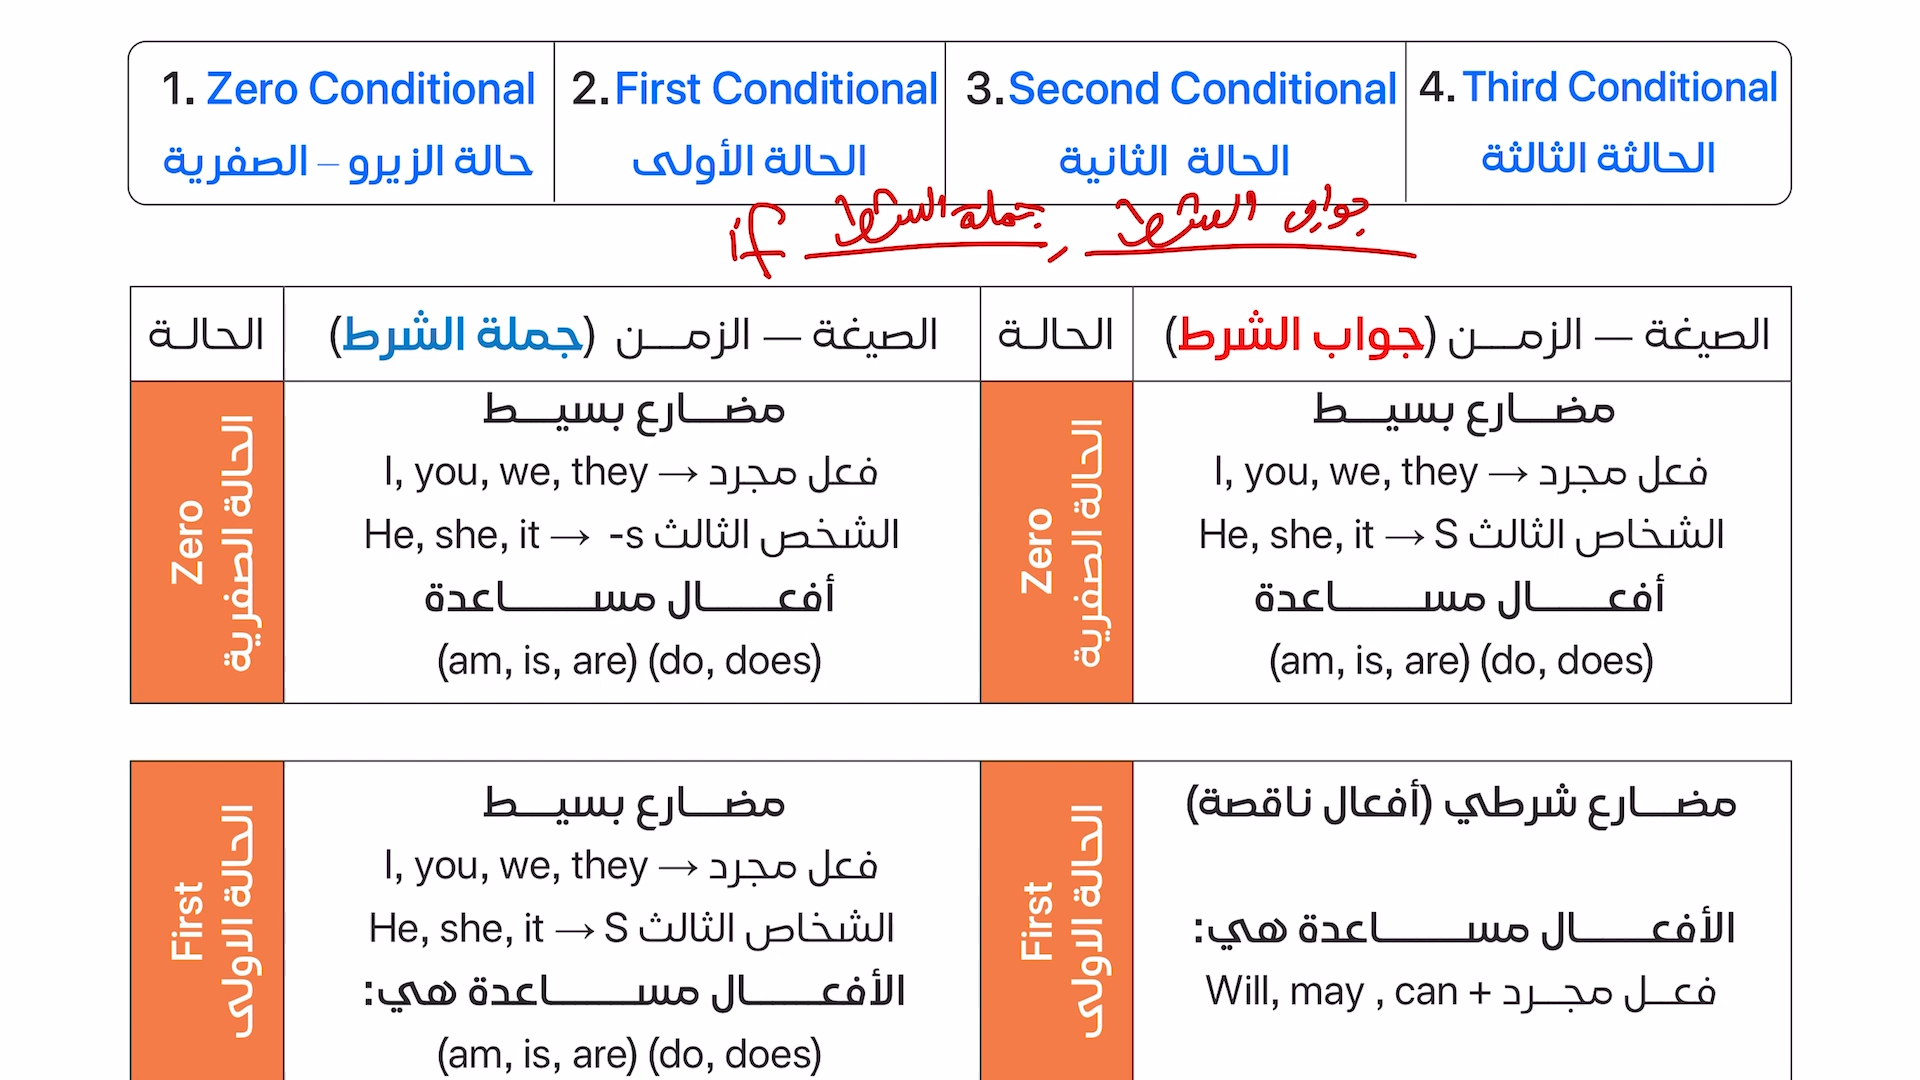 1. Zero Conditional
حالة الزيرو – الصفرية
2. First Conditional
الحالة الأولى
3. Second Conditional
الحالة الثانية
4. Third Conditional
الحالثة الثالثة
if جملة الشرط , جواب الشرط
الحالة
الصيغة – الزمن (جملة الشرط)
الحالة
الصيغة – الزمن (جواب الشرط)
Zero
الحالة الصفرية
مضارع بسيط
I, you, we, they → فعل مجرد
He, she, it → -s الشخص الثالث
أفعال مساعدة
(am, is, are) (do, does)
Zero
الحالة الصفرية
مضارع بسيط
I, you, we, they → فعل مجرد
He, she, it → S الشخاص الثالث
أفعال مساعدة
(am, is, are) (do, does)
First
الحالة الاولى
مضارع بسيط
I, you, we, they → فعل مجرد
He, she, it → S الشخاص الثالث
الأفعال مساعدة هي:
(am, is, are) (do, does)
First
الحالة الاولى
مضارع شرطي (أفعال ناقصة)
الأفعال مساعدة هي:
Will, may , can + فعل مجرد